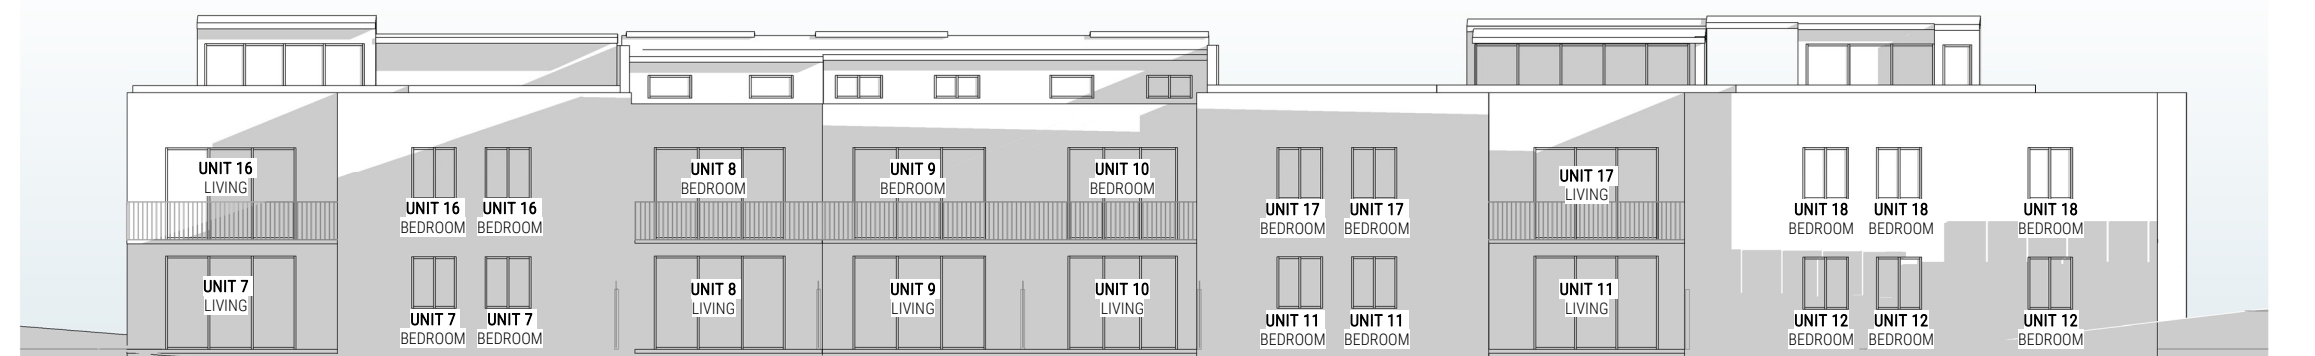 UNIT 16
LIVING
UNIT 16
BEDROOM
UNIT 16
BEDROOM
UNIT 8
BEDROOM
UNIT 9
BEDROOM
UNIT 10
BEDROOM
UNIT 17
BEDROOM
UNIT 17
BEDROOM
UNIT 17
LIVING
UNIT 18
BEDROOM
UNIT 18
BEDROOM
UNIT 18
BEDROOM
UNIT 7
LIVING
UNIT 7
BEDROOM
UNIT 7
BEDROOM
UNIT 8
LIVING
UNIT 9
LIVING
UNIT 10
LIVING
UNIT 11
BEDROOM
UNIT 11
BEDROOM
UNIT 11
LIVING
UNIT 12
BEDROOM
UNIT 12
BEDROOM
UNIT 12
BEDROOM